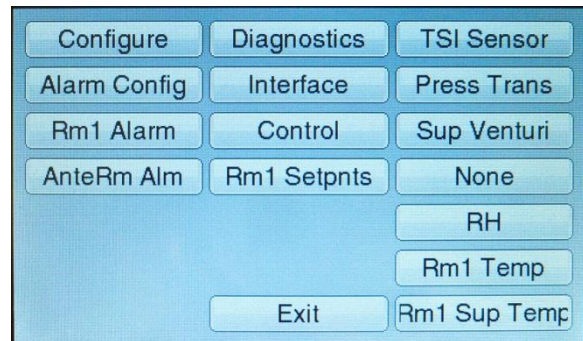 Configure Diagnostics TSI Sensor
Alarm Config Interface Press Trans
Rm1 Alarm Control Sup Venturi
AnteRm Alm Rm1 Setpnts None
RH
Rm1 Temp
Exit Rm1 Sup Temp